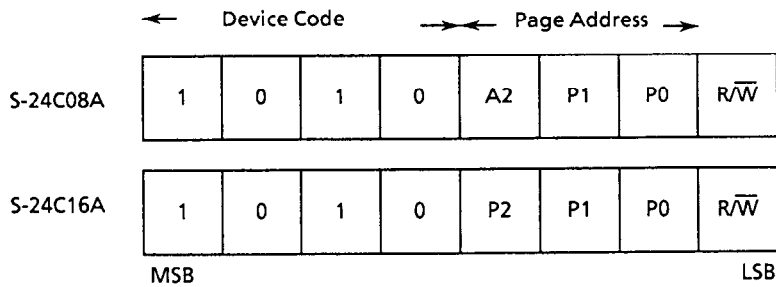 Device Code Page Address
S-24C08A 1 0 1 0 A2 P1 P0 R/W̅
S-24C16A 1 0 1 0 P2 P1 P0 R/W̅
MSB LSB